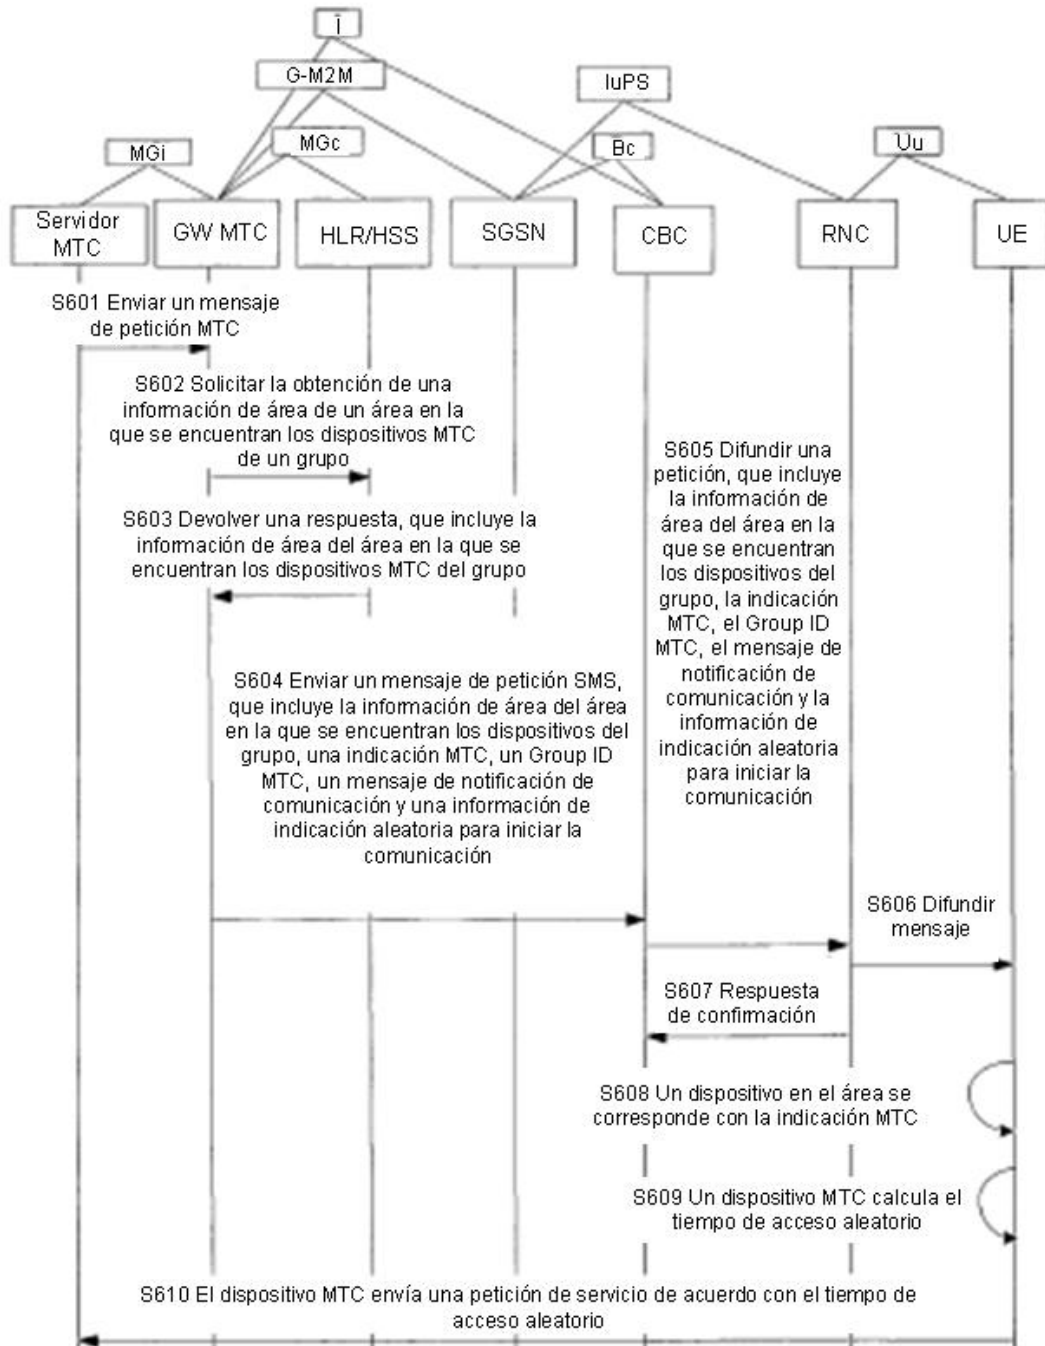 T
G-M2M
IuPS
MGi
MGc
Bc
Uu
Servidor
MTC
GW MTC
HLR/HSS
SGSN
CBC
RNC
UE
S601 Enviar un mensaje
de petición MTC
S602 Solicitar la obtención de una
información de área de un área en la
que se encuentran los dispositivos MTC
de un grupo
S603 Devolver una respuesta, que incluye la
información de área del área en la que se
encuentran los dispositivos MTC del grupo
S604 Enviar un mensaje de petición SMS,
que incluye la información de área del área
en la que se encuentran los dispositivos del
grupo, una indicación MTC, un Group ID
MTC, un mensaje de notificación de
comunicación y una información de
indicación aleatoria para iniciar la
comunicación
S605 Difundir una
petición, que incluye
la información de
área del área en la
que se encuentran
los dispositivos del
grupo, la indicación
MTC, el Group ID
MTC, el mensaje de
notificación de
comunicación y la
información de
indicación aleatoria
para iniciar la
comunicación
S606 Difundir
mensaje
S607 Respuesta
de confirmación
S608 Un dispositivo en el área se
corresponde con la indicación MTC
S609 Un dispositivo MTC calcula el
tiempo de acceso aleatorio
S610 El dispositivo MTC envía una petición de servicio de acuerdo con el tiempo de
acceso aleatorio